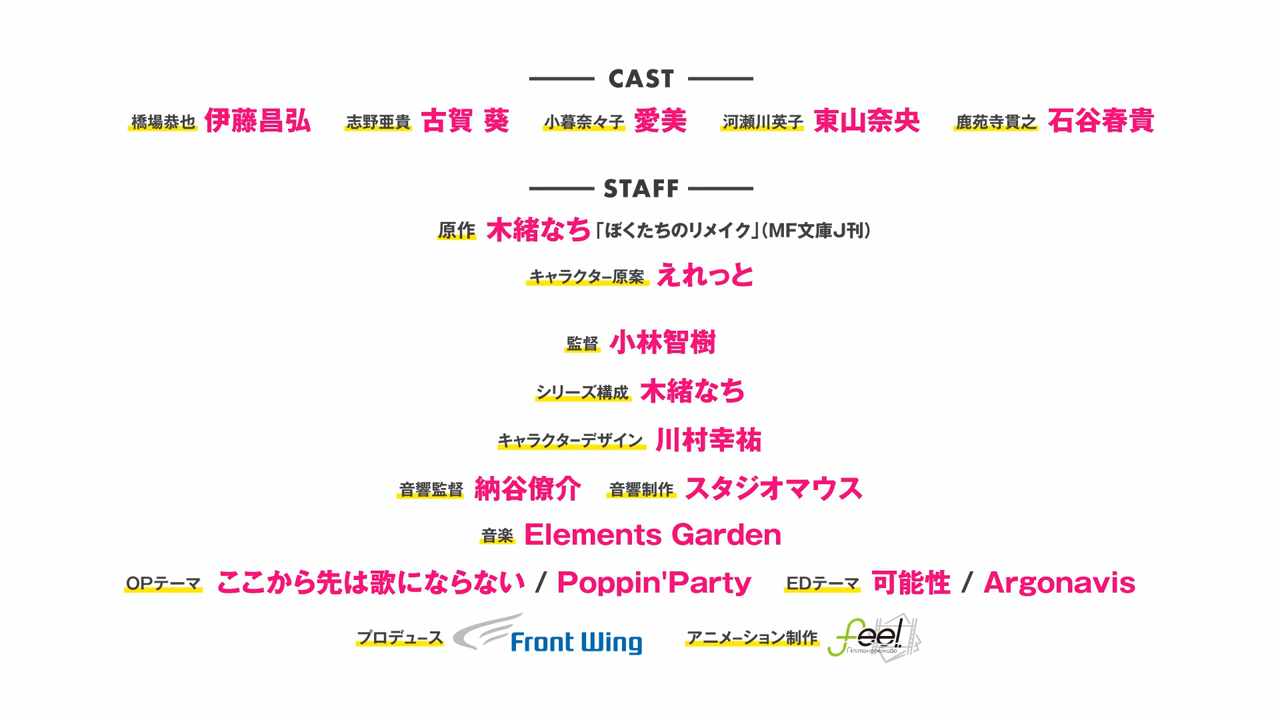 CAST
橋場恭也 伊藤昌弘 志野亜貴 古賀 葵 小暮奈々子 愛美 河瀬川英子 東山奈央 鹿苑寺貫之 石谷春貴
STAFF
原作 木緒なち「ぼくたちのリメイク」(MF文庫J刊)
キャラクター原案 えれっと
監督 小林智樹
シリーズ構成 木緒なち
キャラクターデザイン 川村幸祐
音響監督 納谷僚介 音響制作 スタジオマウス
音楽 Elements Garden
OPテーマ ここから先は歌にならない / Poppin'Party EDテーマ 可能性 / Argonavis
プロデュース Front Wing アニメーション制作 feel.